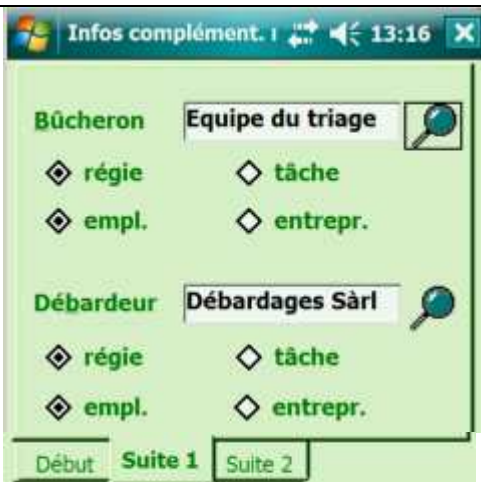 Infos complément. r 13:16
Bûcheron Equipe du triage
régie tâche
empl. entrepr.
Débardeur Débardages Sàrl
régie tâche
empl. entrepr.
Début Suite 1 Suite 2